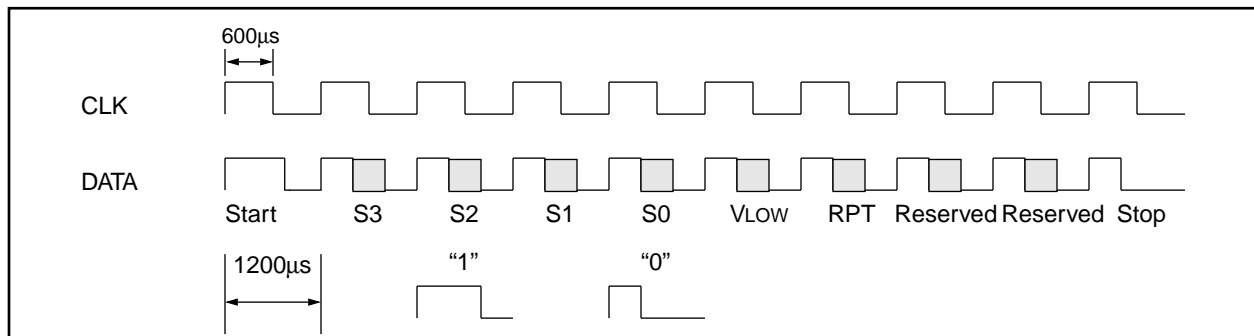 600µs
CLK
DATA
Start S3 S2 S1 S0 VLOW RPT Reserved Reserved Stop
1200µs “1” “0”